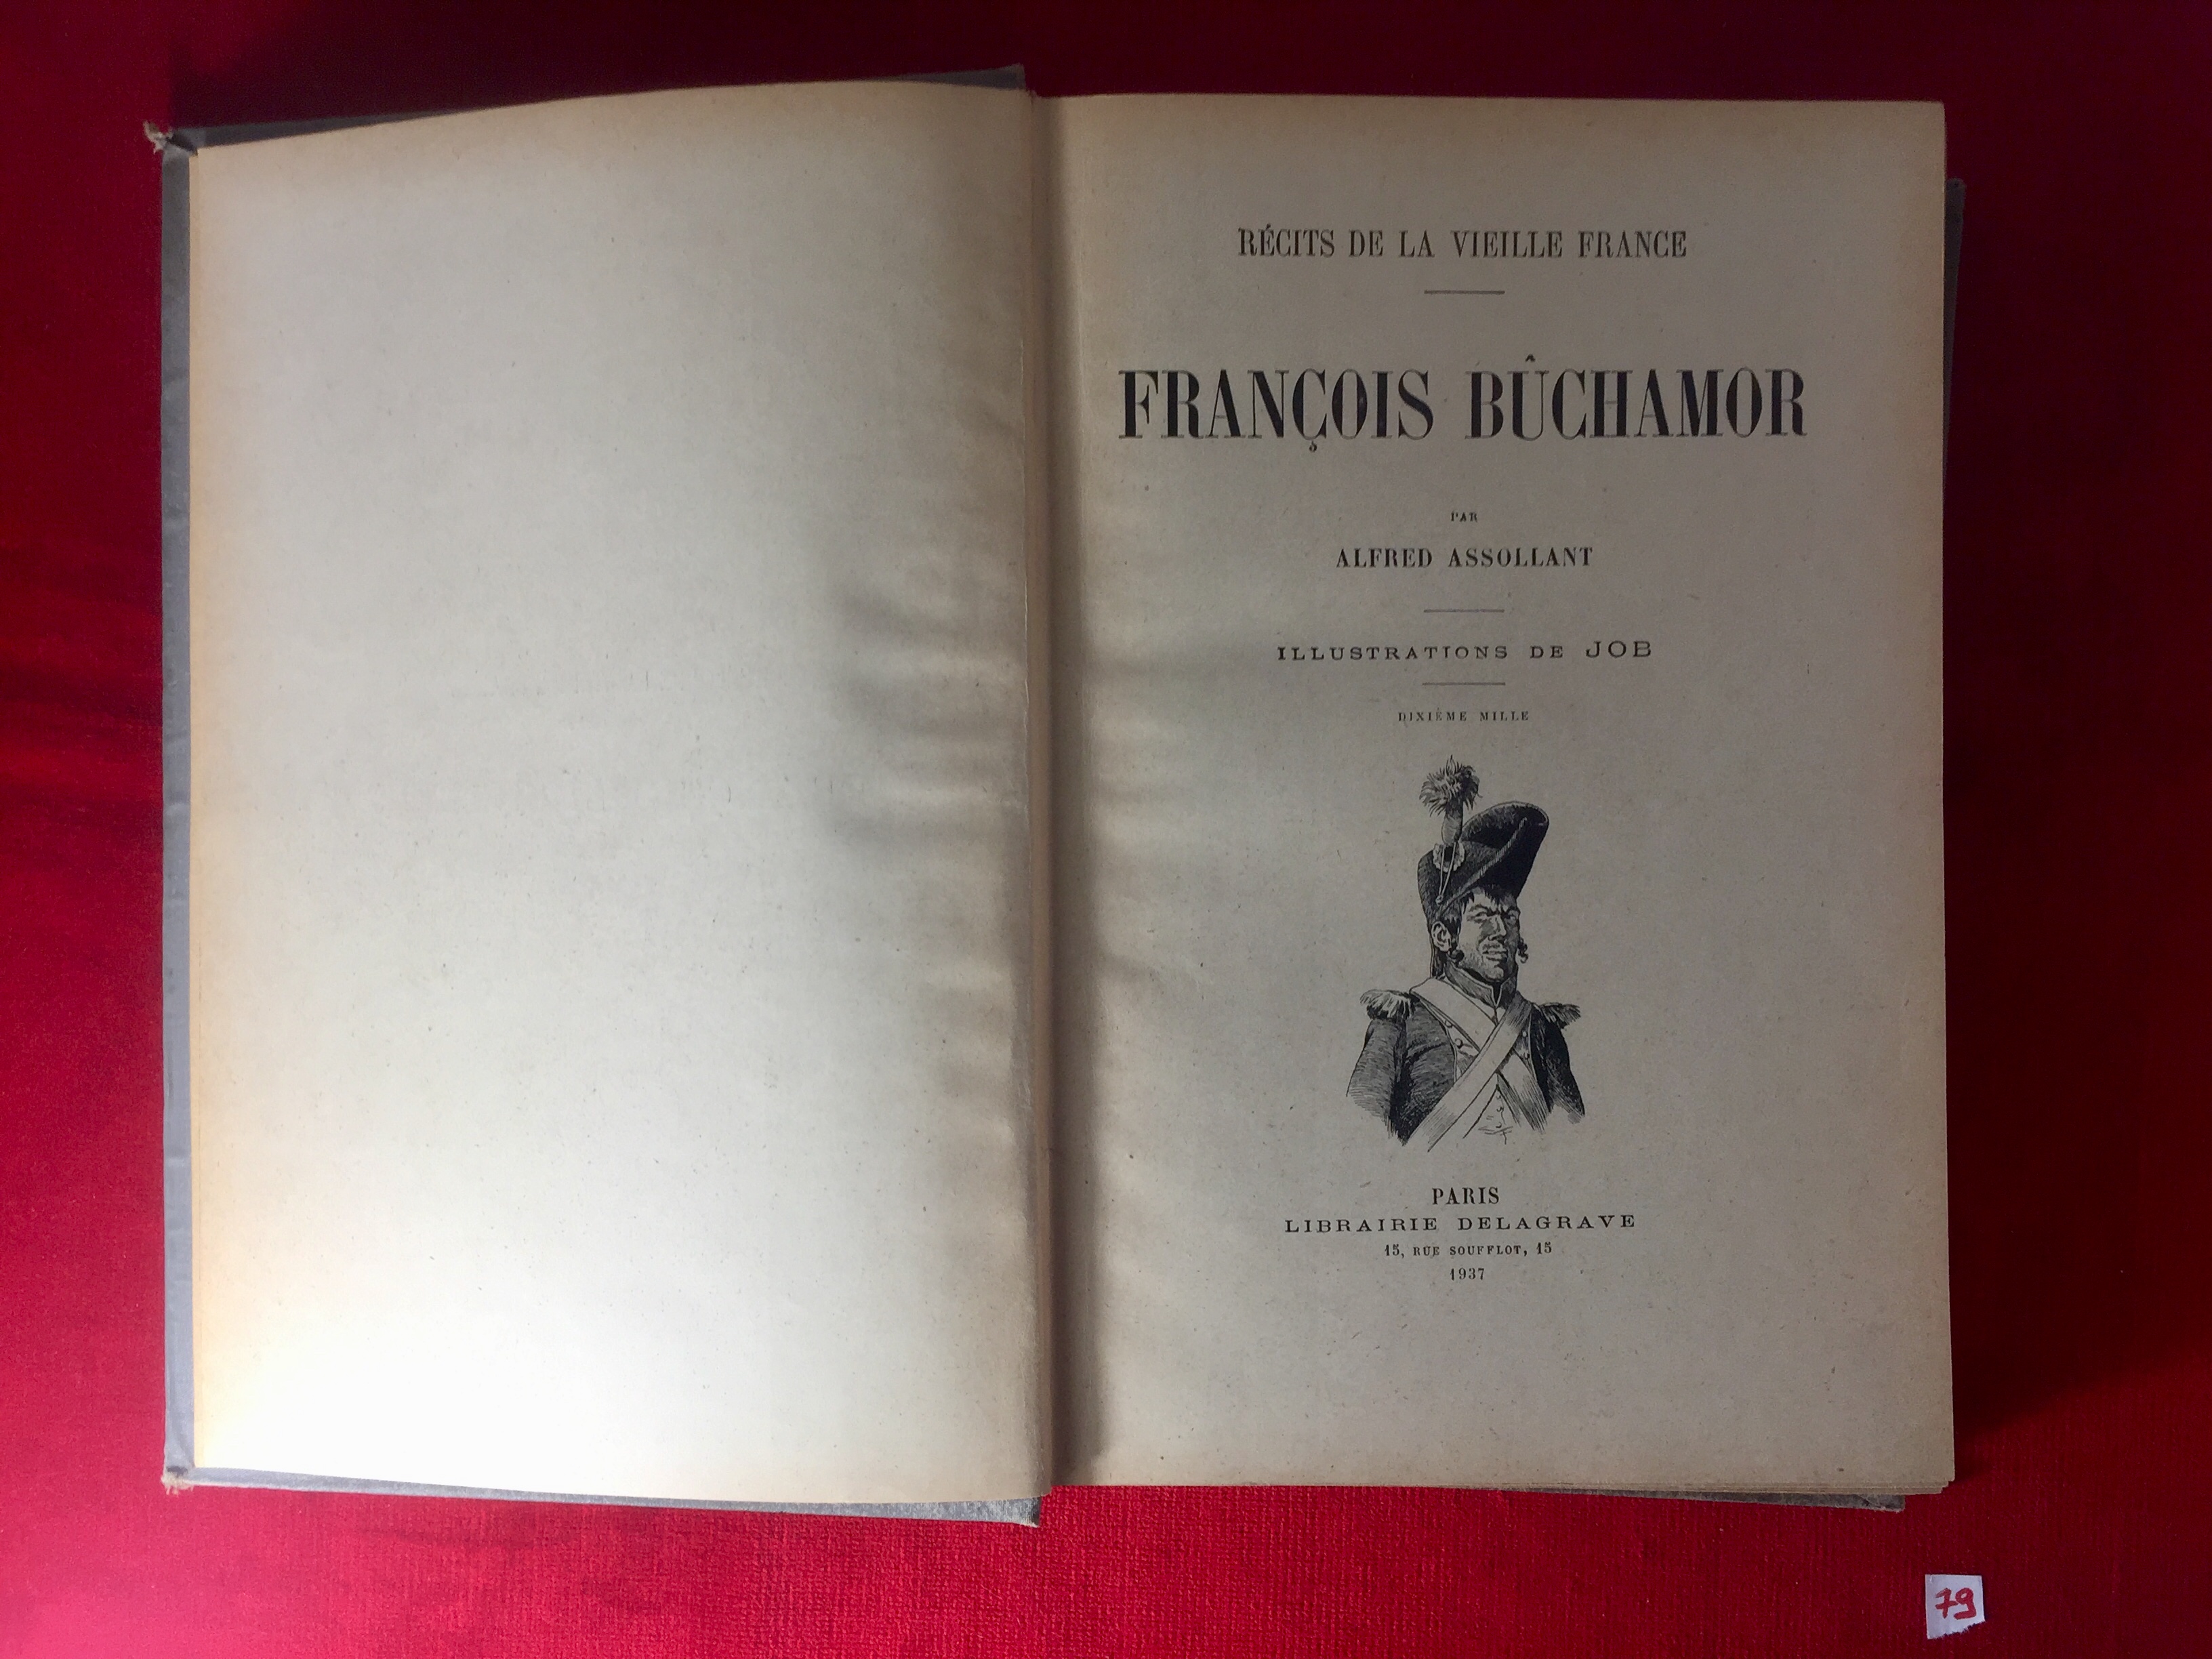 RÉCITS DE LA VIEILLE FRANCE
FRANÇOIS BÛCHAMOR
PAR
ALFRED ASSOLLANT
ILLUSTRATIONS DE JOB
DIXIÈME MILLE
PARIS
LIBRAIRIE DELAGRAVE
15, RUE SOUFFLOT, 15
1937
79